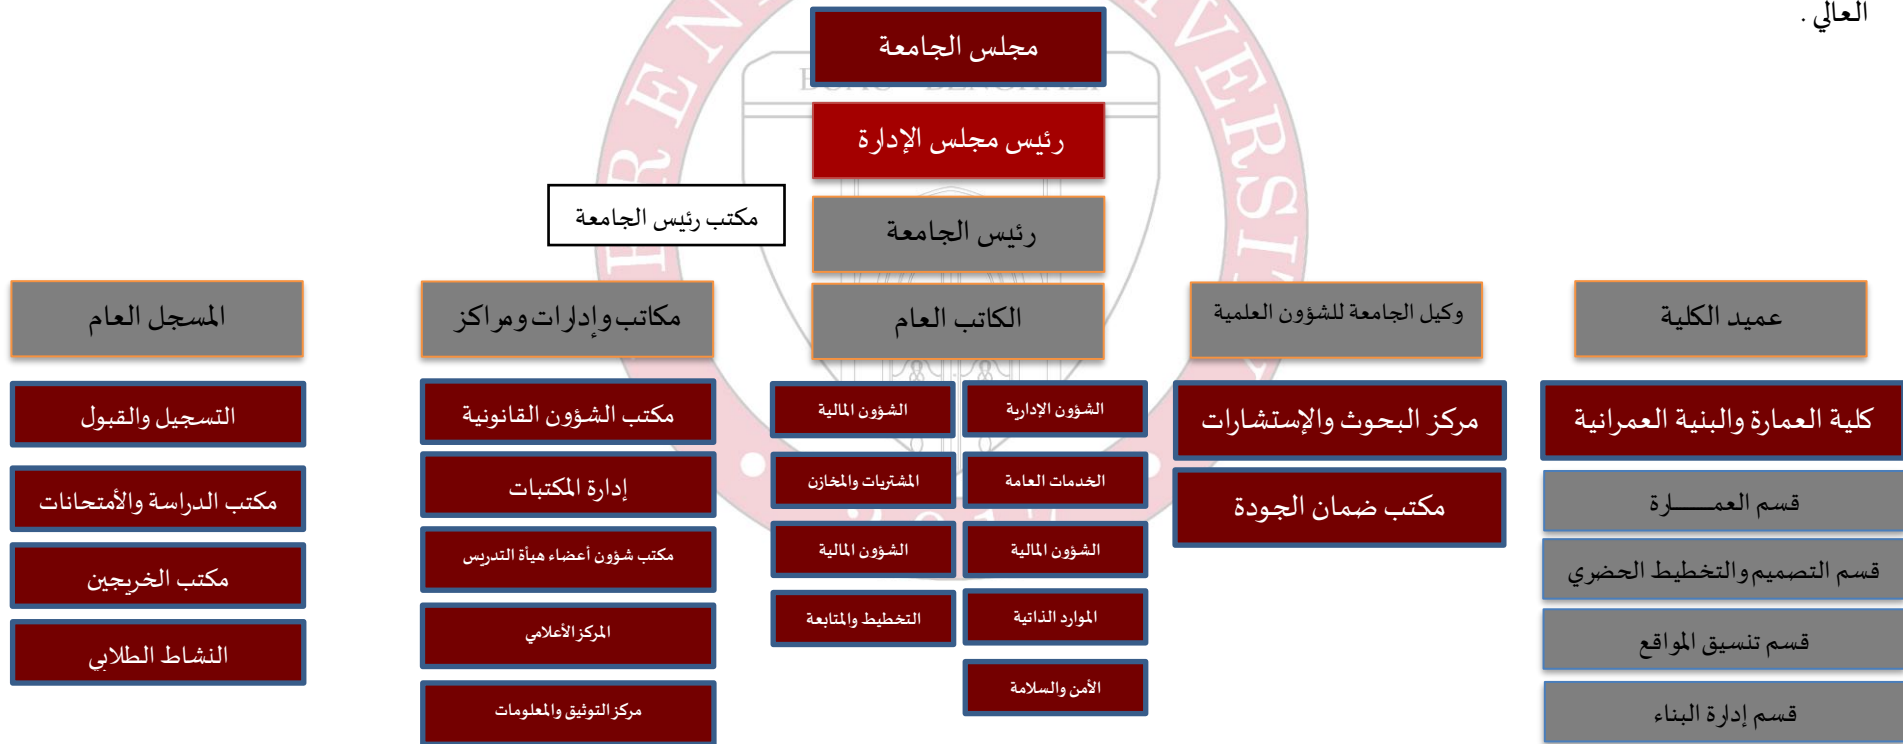 العالي .
مجلس الجامعة
رئيس مجلس الإدارة
مكتب رئيس الجامعة
رئيس الجامعة
عميد الكلية
وكيل الجامعة للشؤون العلمية
الكاتب العام
مكاتب وإدارات ومراكز
المسجل العام
كلية العمارة والبنية العمرانية
قسم العمــــارة
قسم التصميم والتخطيط الحضري
قسم تنسيق المواقع
قسم إدارة البناء
مركز البحوث والإستشارات
مكتب ضمان الجودة
الشؤون الإدارية
الشؤون المالية
الخدمات العامة
المشتريات والمخازن
الشؤون المالية
الشؤون المالية
الموارد الذاتية
التخطيط والمتابعة
الأمن والسلامة
مكتب الشؤون القانونية
إدارة المكتبات
مكتب شؤون أعضاء هيأة التدريس
المركز الأعلامي
مركز التوثيق والمعلومات
التسجيل والقبول
مكتب الدراسة والأمتحانات
مكتب الخريجين
النشاط الطلابي